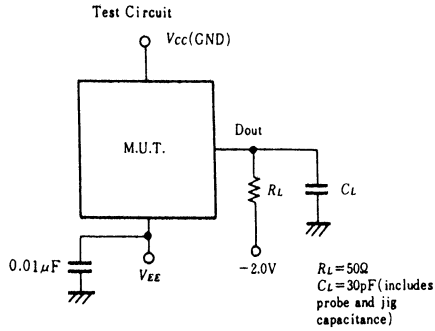 Test Circuit
Vcc(GND)
M.U.T.
Dout
RL
CL
0.01μF
VEE
−2.0V
RL=50Ω
CL=30pF(includes
probe and jig
capacitance)